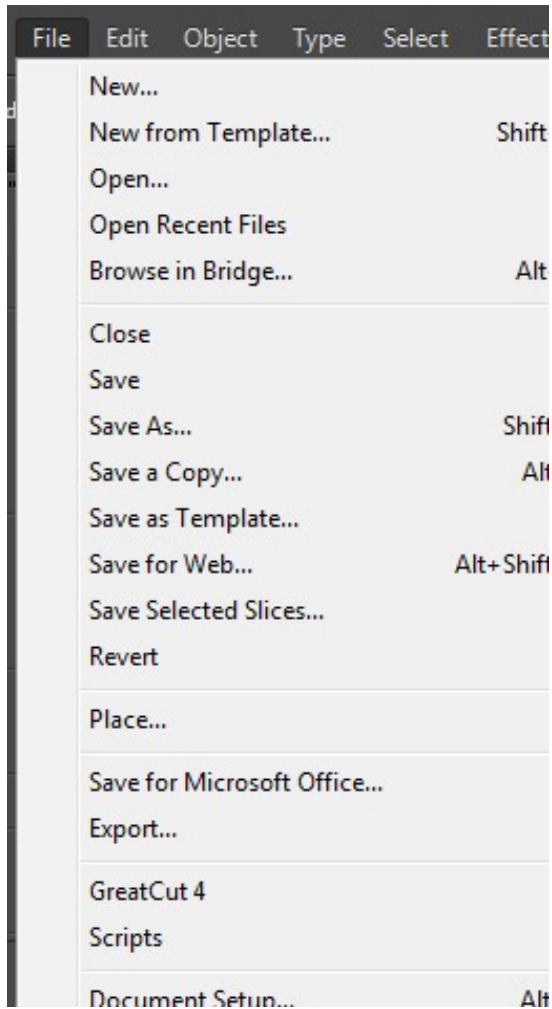 File Edit Object Type Select Effect
New...
New from Template... Shift
Open...
Open Recent Files
Browse in Bridge... Alt
Close
Save
Save As... Shift
Save a Copy... Alt
Save as Template...
Save for Web... Alt+Shift
Save Selected Slices...
Revert
Place...
Save for Microsoft Office...
Export...
GreatCut 4
Scripts
Document Setup... Alt